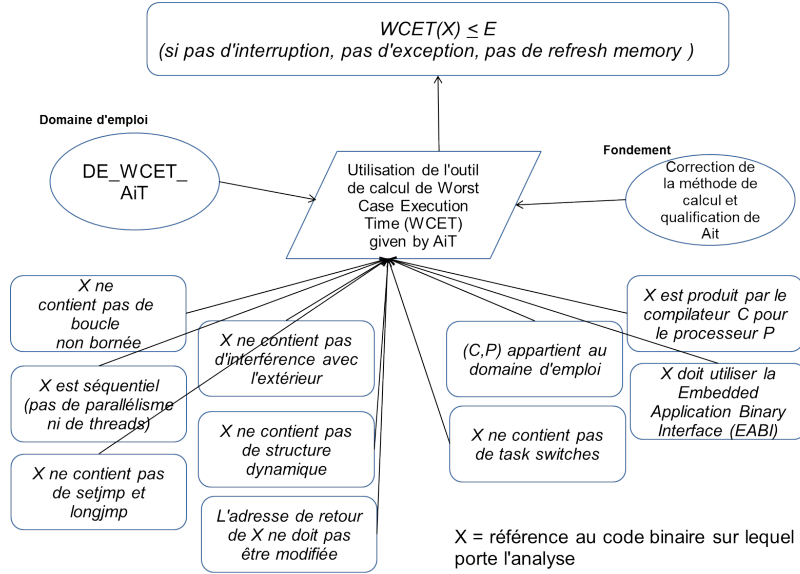 WCET(X) ≤ E
(si pas d'interruption, pas d'exception, pas de refresh memory )
Domaine d'emploi
DE_WCET_
AiT
Utilisation de l'outil
de calcul de Worst
Case Execution
Time (WCET)
given by AiT
Fondement
Correction de
la méthode de
calcul et
qualification de
Ait
X ne
contient pas de
boucle
non bornée
X est séquentiel
(pas de parallélisme
ni de threads)
X ne contient pas
de setjmp et
longjmp
X ne contient pas
d'interférence avec
l'extérieur
X ne contient pas
de structure
dynamique
L'adresse de retour
de X ne doit pas
être modifiée
(C,P) appartient au
domaine d'emploi
X ne contient pas
de task switches
X est produit par le
compilateur C pour
le processeur P
X doit utiliser la
Embedded
Application Binary
Interface (EABI)
X = référence au code binaire sur lequel
porte l'analyse